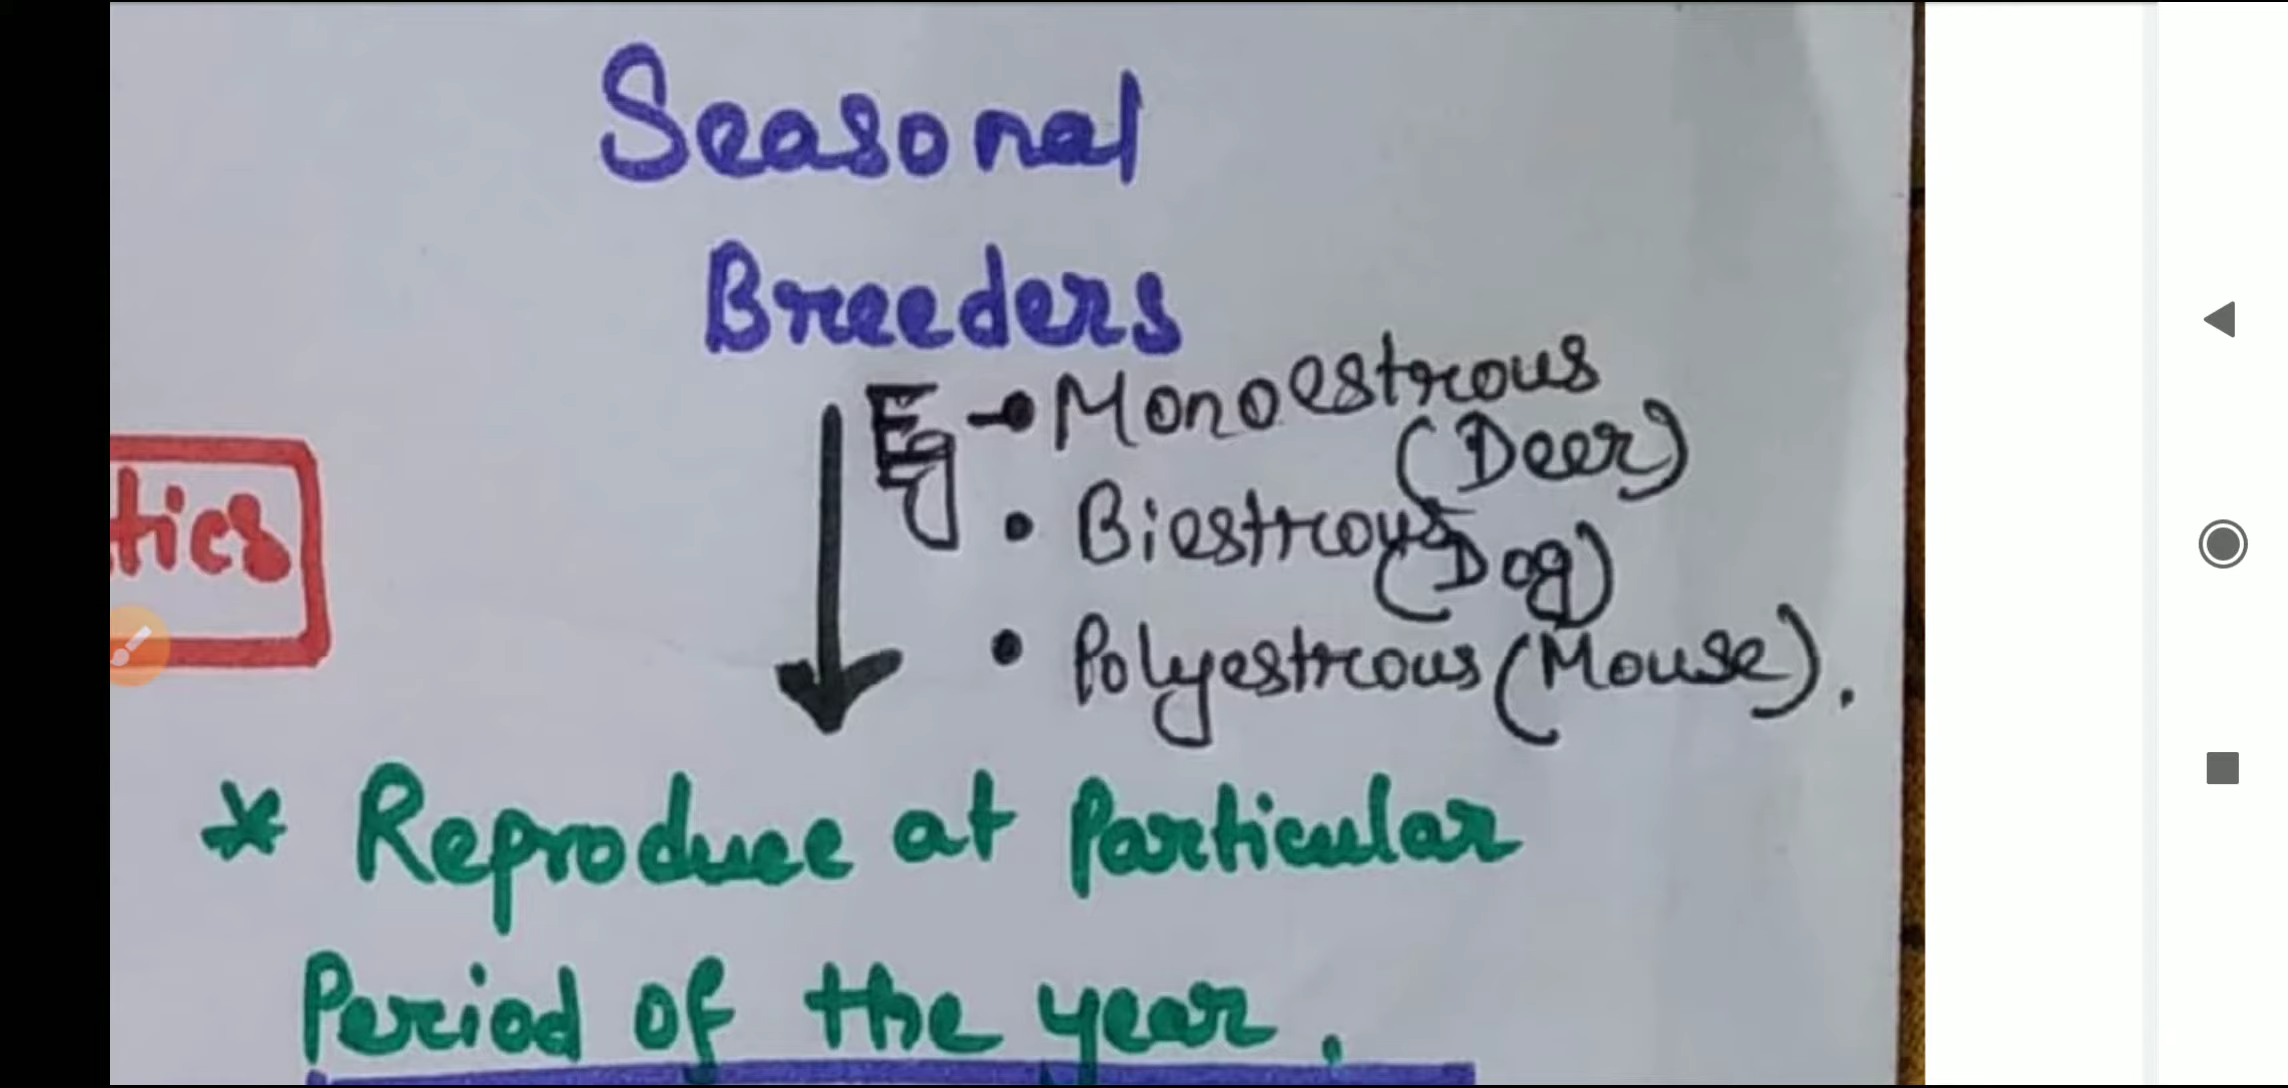 Seasonal
Breeders
Eg → Monoestrous
(Deer)
• Biestrous
(Dog)
tics
• Polyestrous (Mouse).
* Reproduce at Particular
Period of the year.